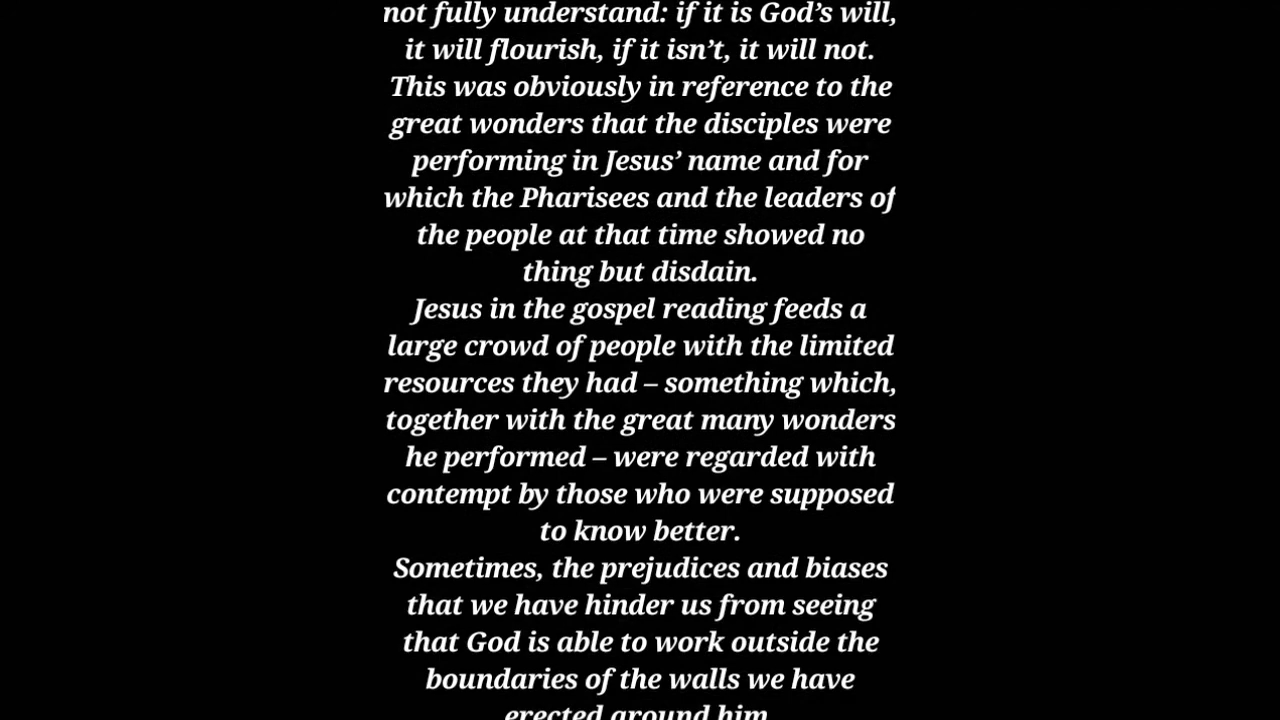 not fully understand: if it is God’s will,
it will flourish, if it isn’t, it will not.
This was obviously in reference to the
great wonders that the disciples were
performing in Jesus’ name and for
which the Pharisees and the leaders of
the people at that time showed no
thing but disdain.
Jesus in the gospel reading feeds a
large crowd of people with the limited
resources they had – something which,
together with the great many wonders
he performed – were regarded with
contempt by those who were supposed
to know better.
Sometimes, the prejudices and biases
that we have hinder us from seeing
that God is able to work outside the
boundaries of the walls we have
erected around him.